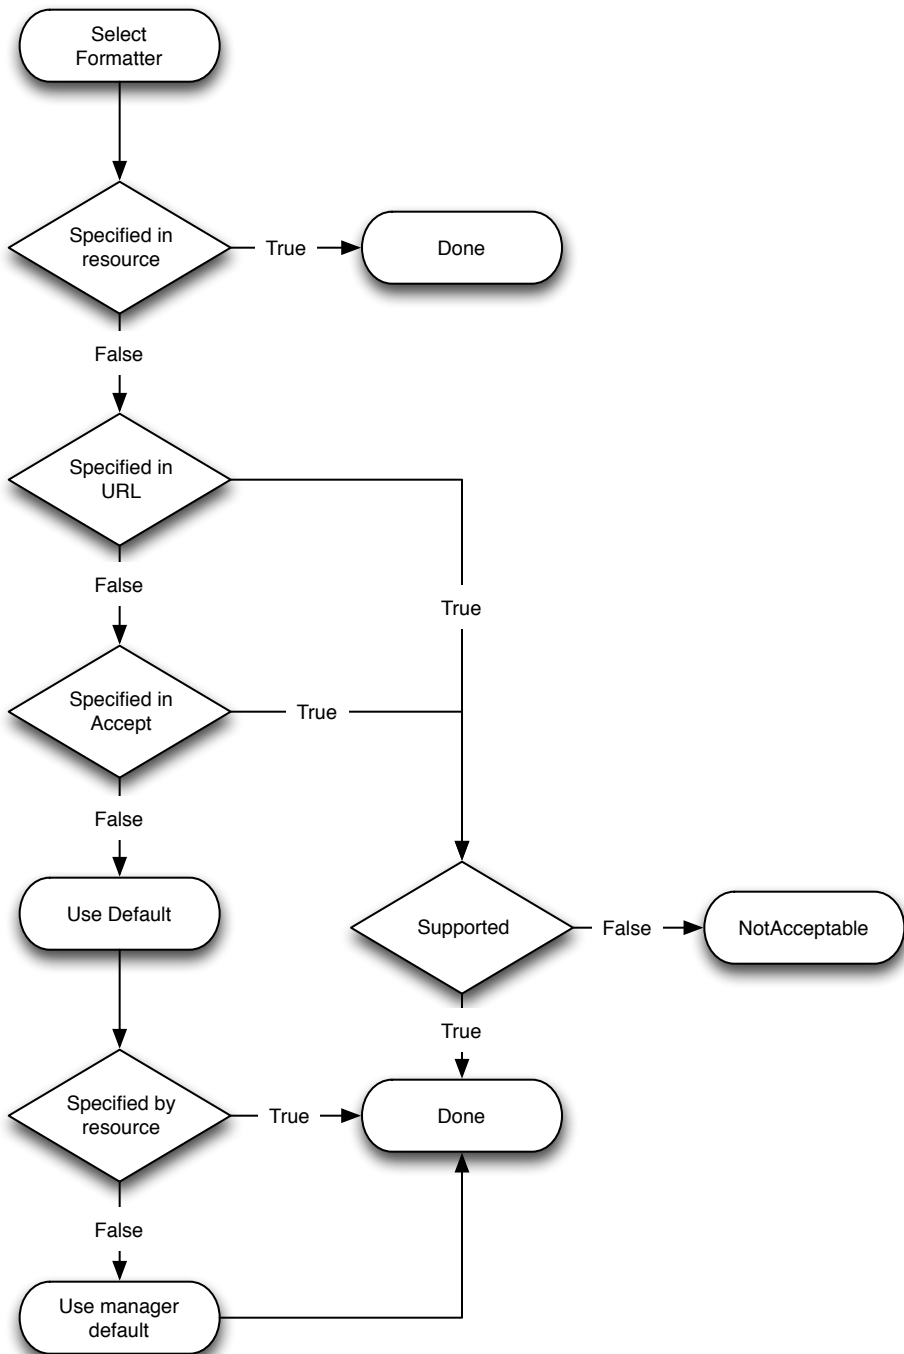 Select
Formatter
Specified in
resource
True
Done
False
Specified in
URL
False
True
Specified in
Accept
True
False
Use Default
Supported
False
NotAcceptable
True
Specified by
resource
True
Done
False
Use manager
default